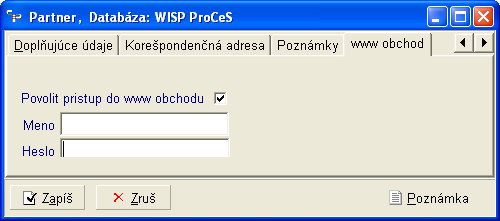 Partner, Databáza: WISP ProCeS
Doplňujúce údaje Korešpondenčná adresa Poznámky www obchod
Povolit pristup do www obchodu
Meno
Heslo
Zapíš Zruš Poznámka